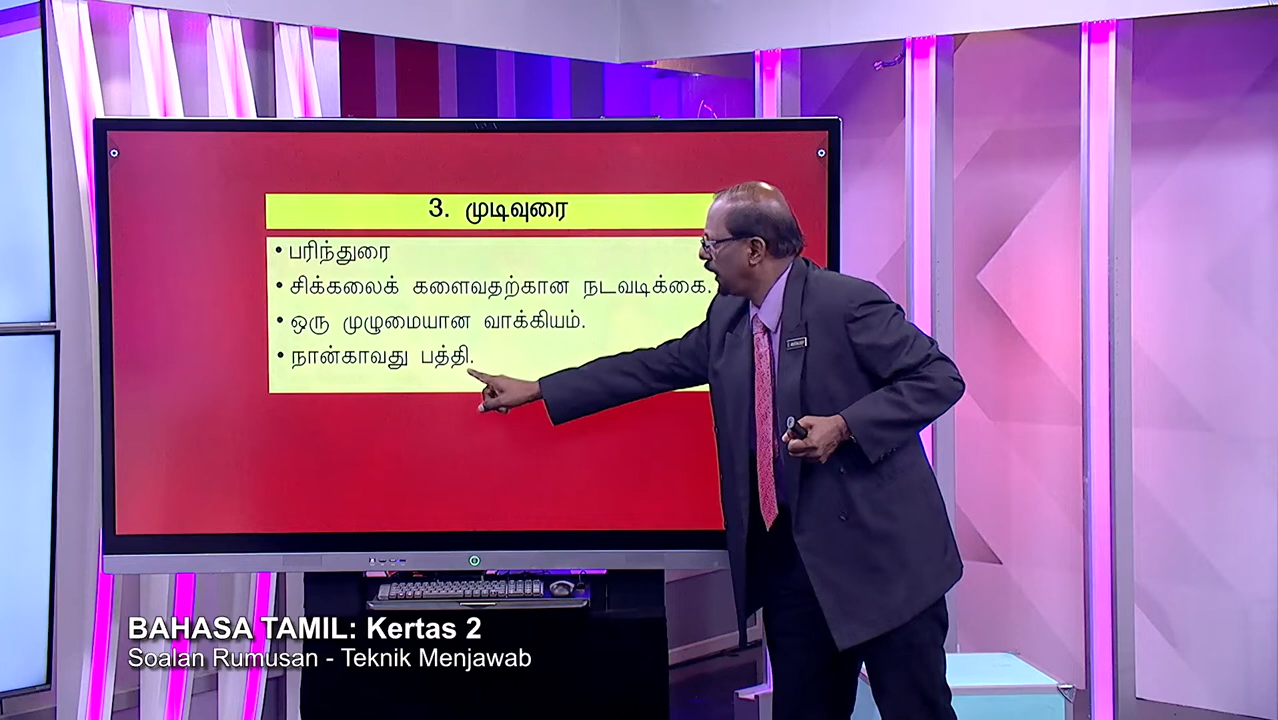 3. முடிவுரை
• பரிந்துரை
• சிக்கலைக் களைவதற்கான நடவடிக்கை.
• ஒரு முழுமையான வாக்கியம்.
• நான்காவது பத்தி.
BAHASA TAMIL: Kertas 2
Soalan Rumusan - Teknik Menjawab